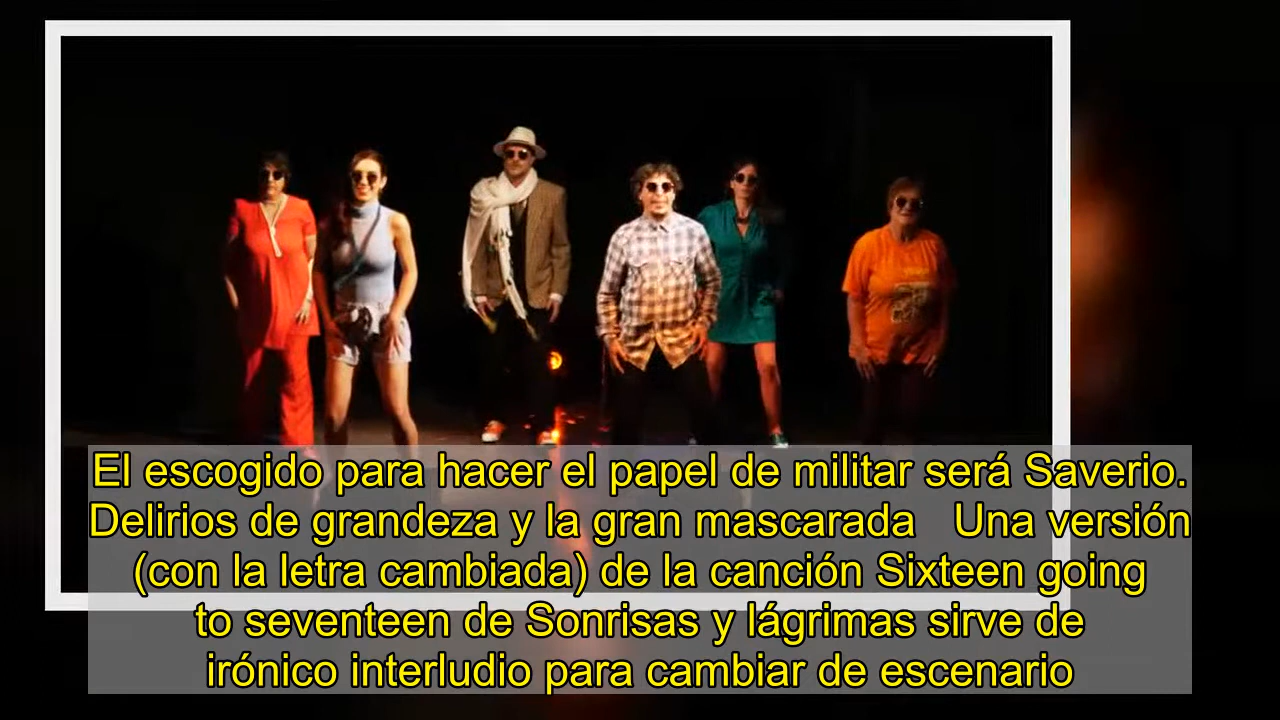 El escogido para hacer el papel de militar será Saverio.
Delirios de grandeza y la gran mascarada   Una versión
(con la letra cambiada) de la canción Sixteen going
to seventeen de Sonrisas y lágrimas sirve de
irónico interludio para cambiar de escenario